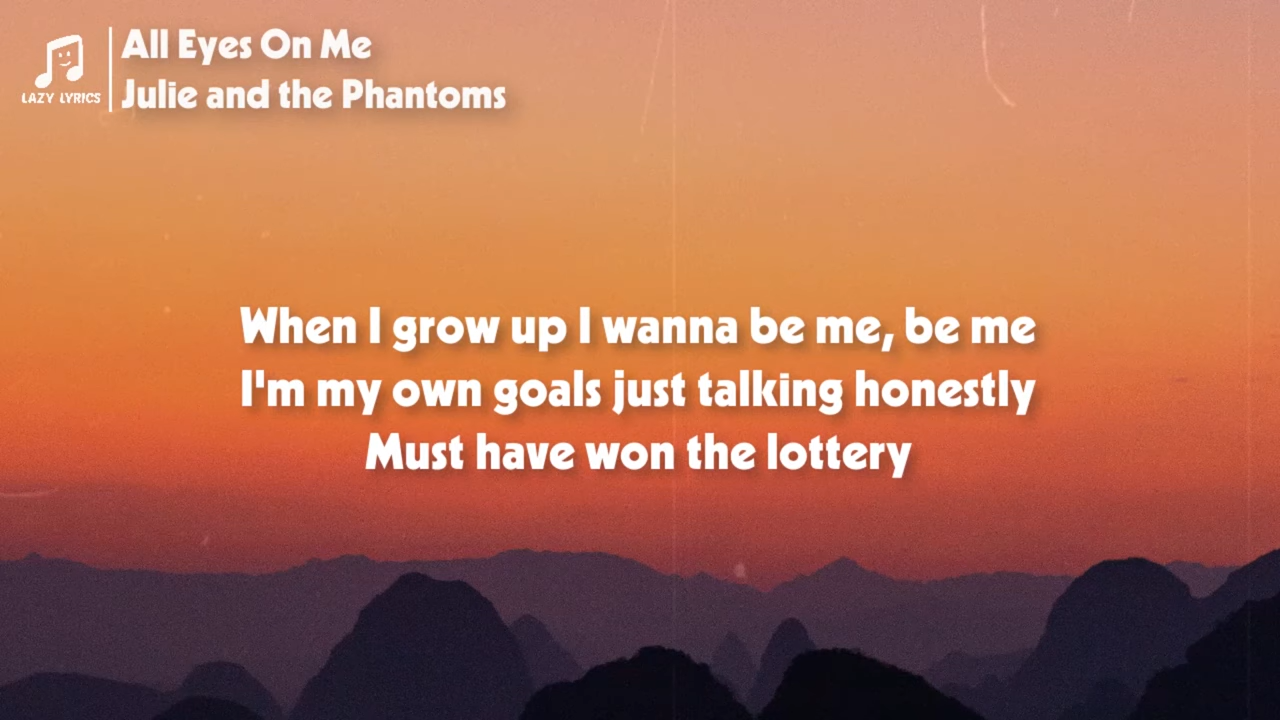 All Eyes On Me
Julie and the Phantoms
LAZY LYRICS
When I grow up I wanna be me, be me
I'm my own goals just talking honestly
Must have won the lottery